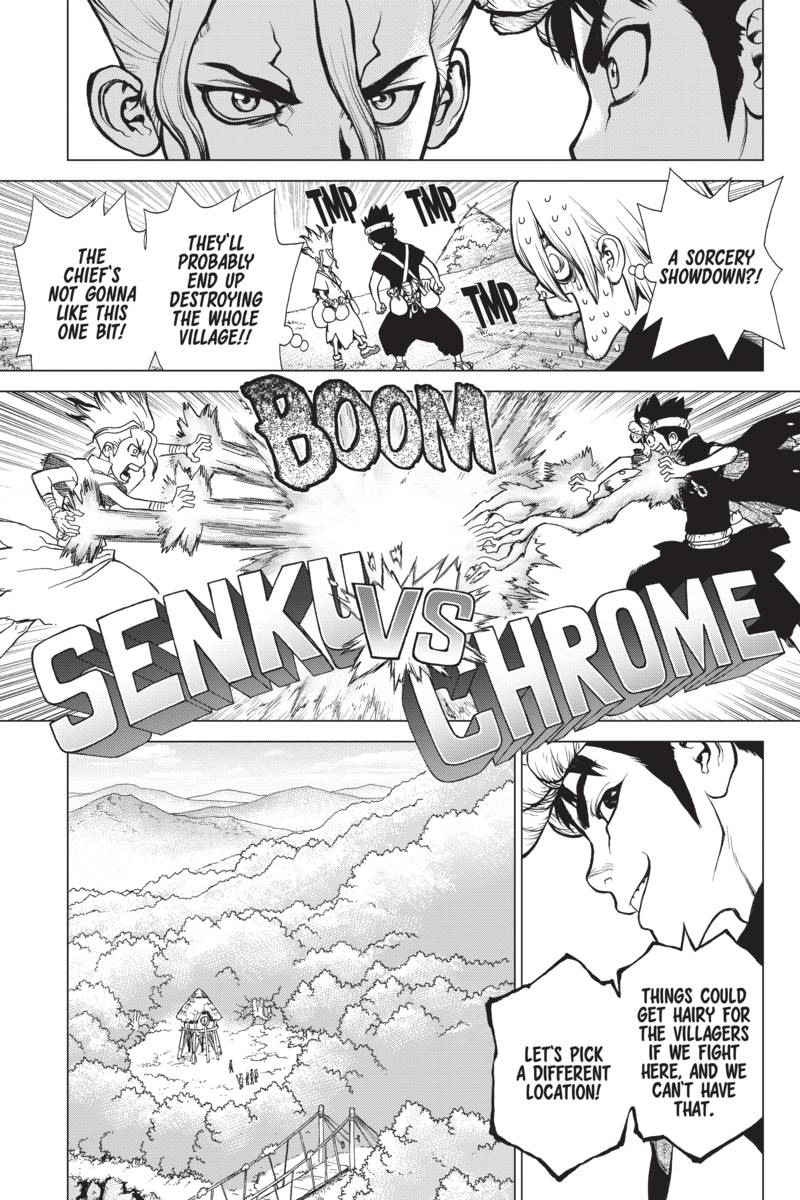 A SORCERY
SHOWDOWN?!
TMP
TMP
TMP
THEY'LL
PROBABLY
END UP
DESTROYING
THE WHOLE
VILLAGE!!
THE
CHIEF'S
NOT GONNA
LIKE THIS
ONE BIT!
BOOM
SENKU VS CHROME
THINGS COULD
GET HAIRY FOR
THE VILLAGERS
IF WE FIGHT
HERE, AND WE
CAN'T HAVE
THAT.
LET'S PICK
A DIFFERENT
LOCATION!